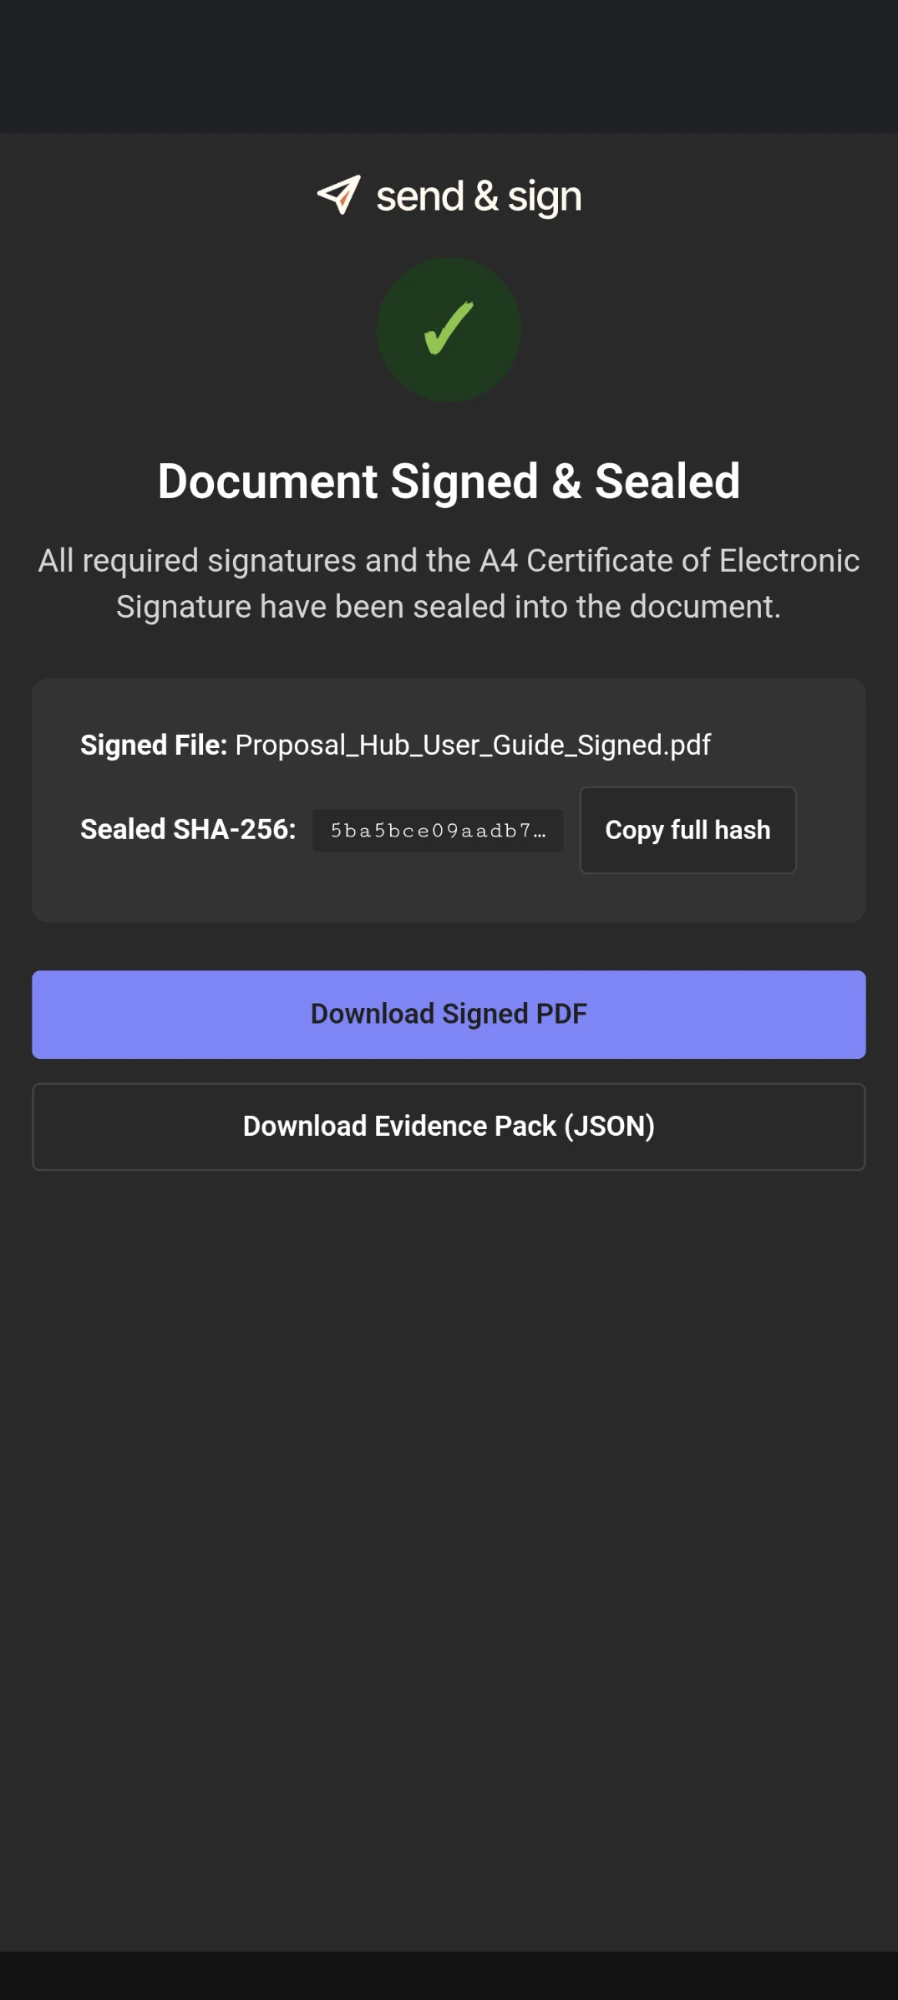 send & sign
✓
Document Signed & Sealed
All required signatures and the A4 Certificate of Electronic
Signature have been sealed into the document.
Signed File: Proposal_Hub_User_Guide_Signed.pdf
Sealed SHA-256: 5ba5bce09aadb7… Copy full hash
Download Signed PDF
Download Evidence Pack (JSON)